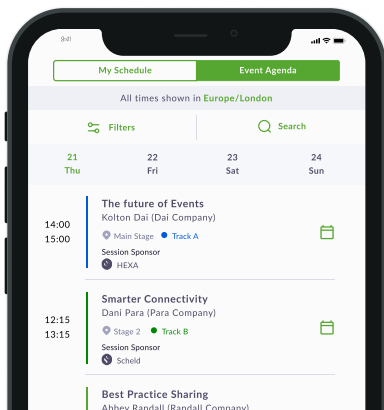 9:41
My Schedule
Event Agenda
All times shown in Europe/London
Filters
Search
21 22 23 24
Thu Fri Sat Sun
The future of Events
Kolton Dai (Dai Company)
14:00
15:00
Main Stage Track A
Session Sponsor
HEXA
Smarter Connectivity
Dani Para (Para Company)
12:15
13:15
Stage 2 Track B
Session Sponsor
Scheld
Best Practice Sharing
Abbey Randall (Randall Company)